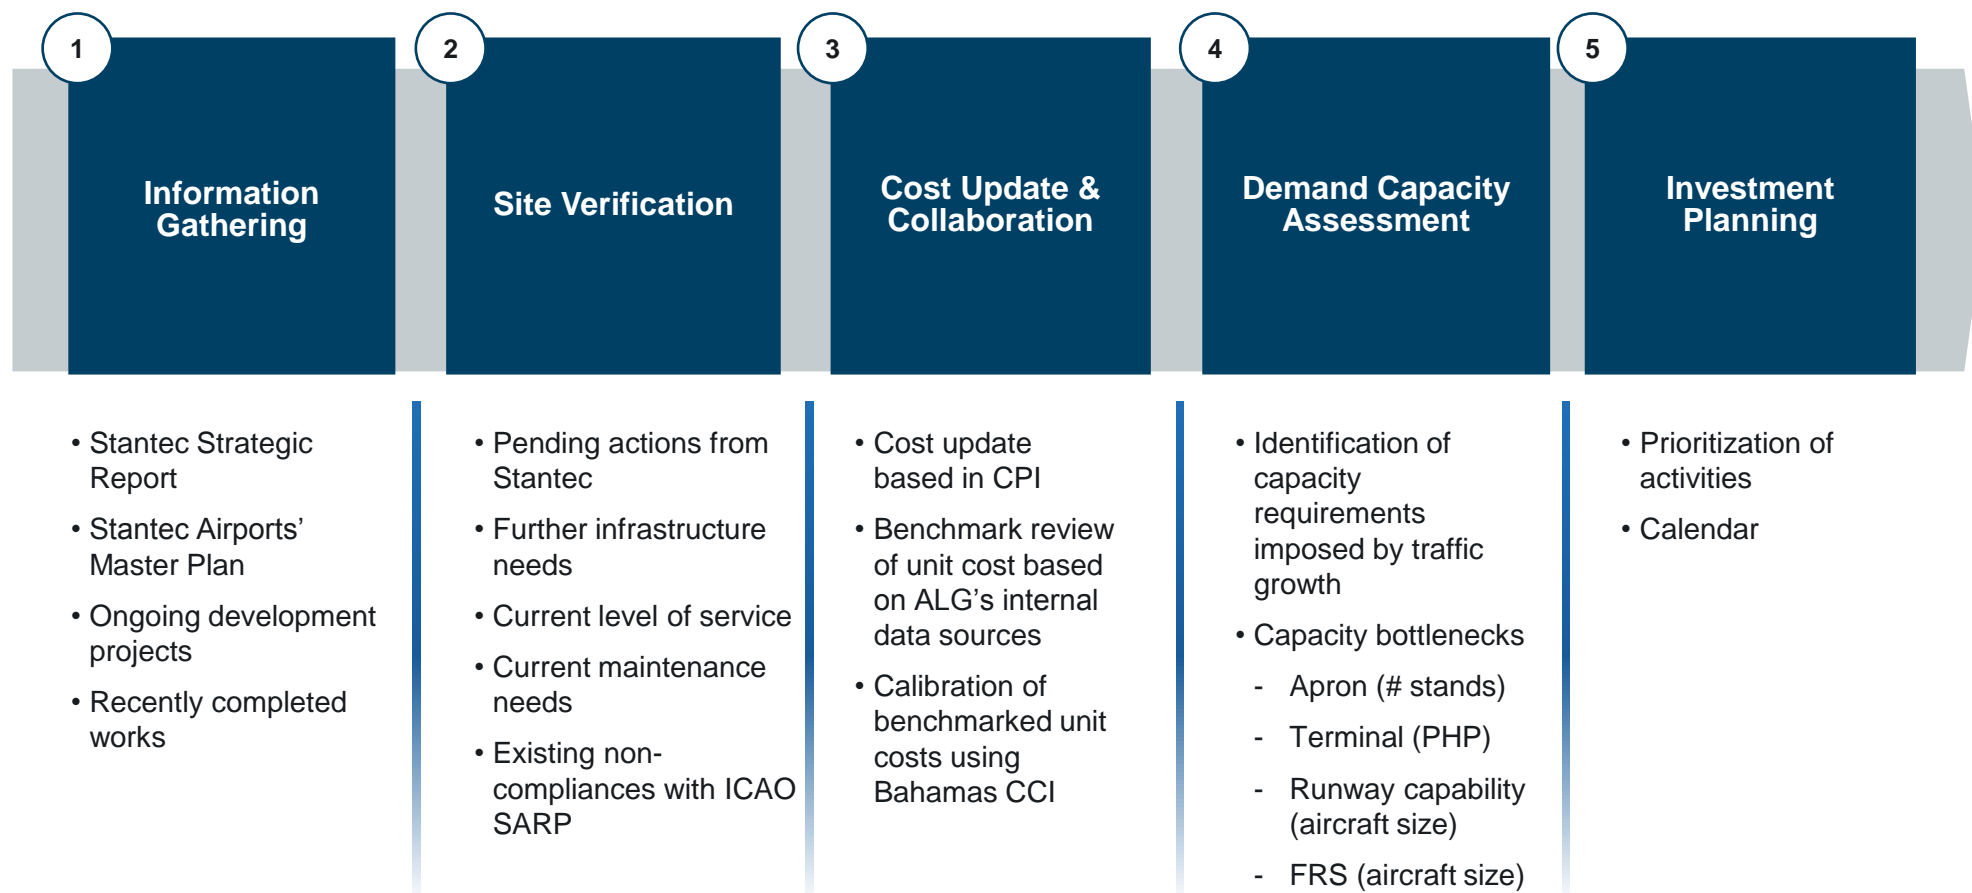 1
Information
Gathering
• Stantec Strategic
Report
• Stantec Airports’
Master Plan
• Ongoing development
projects
• Recently completed
works
2
Site Verification
• Pending actions from
Stantec
• Further infrastructure
needs
• Current level of service
• Current maintenance
needs
• Existing non-
compliances with ICAO
SARP
3
Cost Update &
Collaboration
• Cost update
based in CPI
• Benchmark review
of unit cost based
on ALG’s internal
data sources
• Calibration of
benchmarked unit
costs using
Bahamas CCI
4
Demand Capacity
Assessment
• Identification of
capacity
requirements
imposed by traffic
growth
• Capacity bottlenecks
- Apron (# stands)
- Terminal (PHP)
- Runway capability
(aircraft size)
- FRS (aircraft size)
5
Investment
Planning
• Prioritization of
activities
• Calendar